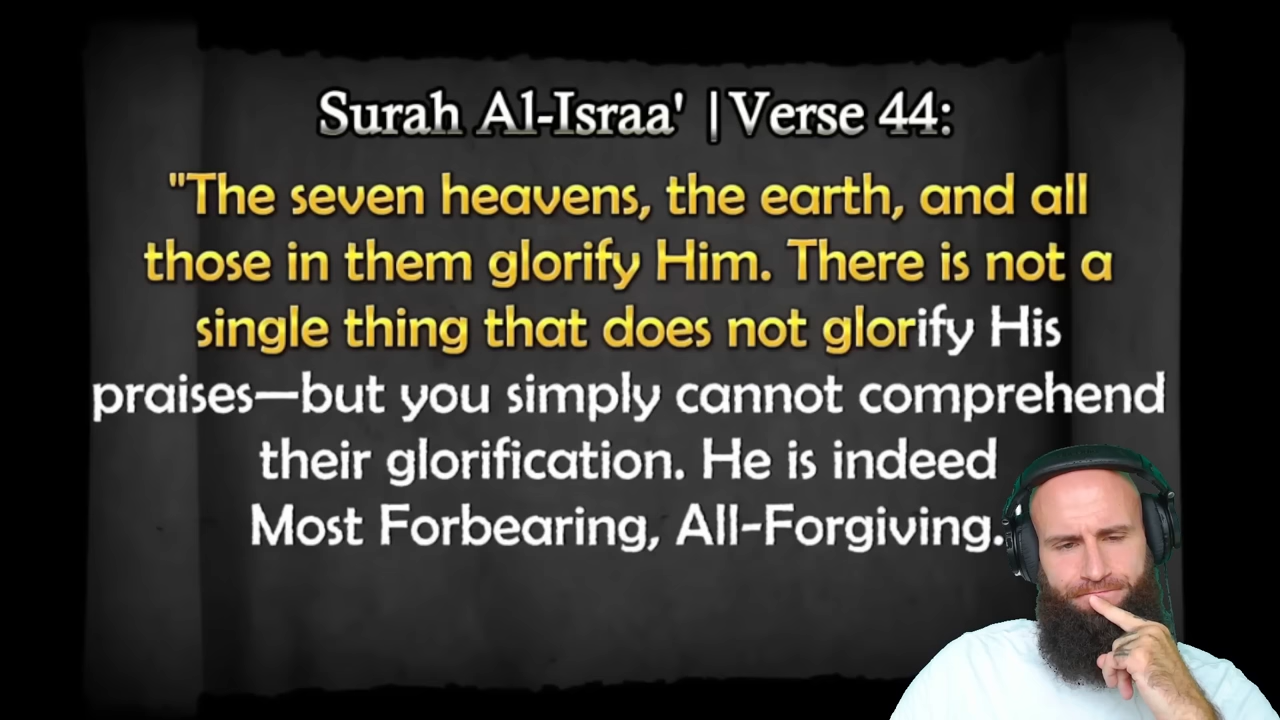 Surah Al-Israa' | Verse 44:
"The seven heavens, the earth, and all
those in them glorify Him. There is not a
single thing that does not glorify His
praises—but you simply cannot comprehend
their glorification. He is indeed
Most Forbearing, All-Forgiving.